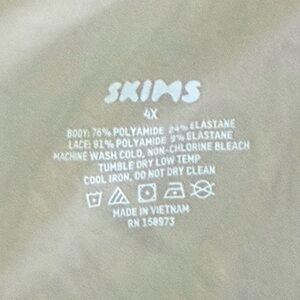 SKIMS
4X
BODY: 76% POLYAMIDE 24% ELASTANE
LACE: 91% POLYAMIDE 9% ELASTANE
MACHINE WASH COLD, NON-CHLORINE BLEACH
TUMBLE DRY LOW TEMP
COOL IRON, DO NOT DRY CLEAN
MADE IN VIETNAM
RN 158973